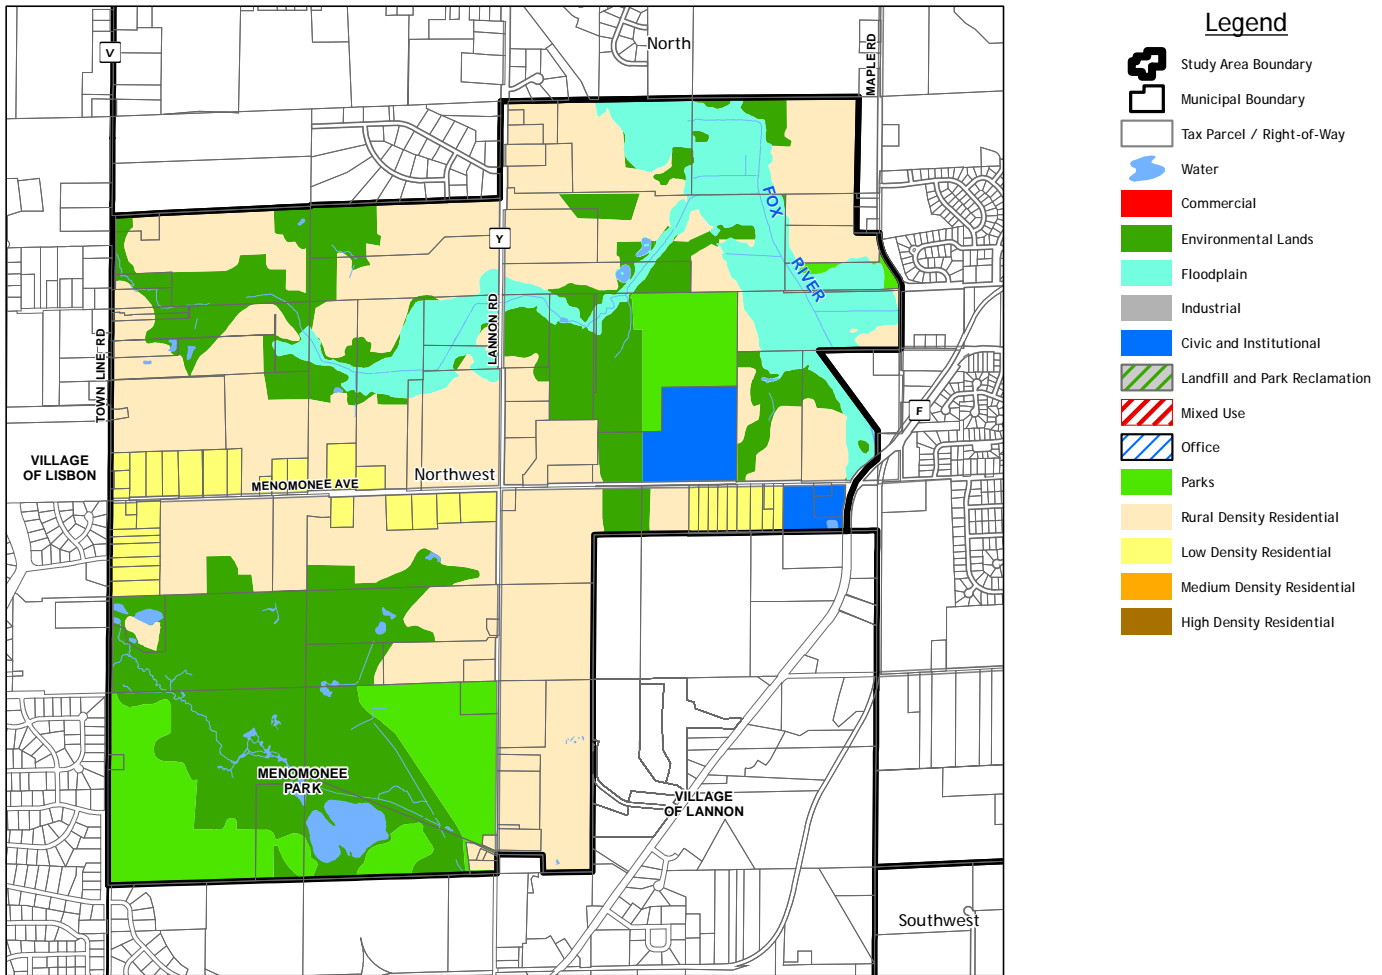 North
MAPLE RD
V
FOX
RIVER
Y
LANNON RD
TOWN LINE RD
F
VILLAGE
OF LISBON
Northwest
MENOMONEE AVE
MENOMONEE
PARK
VILLAGE
OF LANNON
Southwest
Legend
Study Area Boundary
Municipal Boundary
Tax Parcel / Right-of-Way
Water
Commercial
Environmental Lands
Floodplain
Industrial
Civic and Institutional
Landfill and Park Reclamation
Mixed Use
Office
Parks
Rural Density Residential
Low Density Residential
Medium Density Residential
High Density Residential